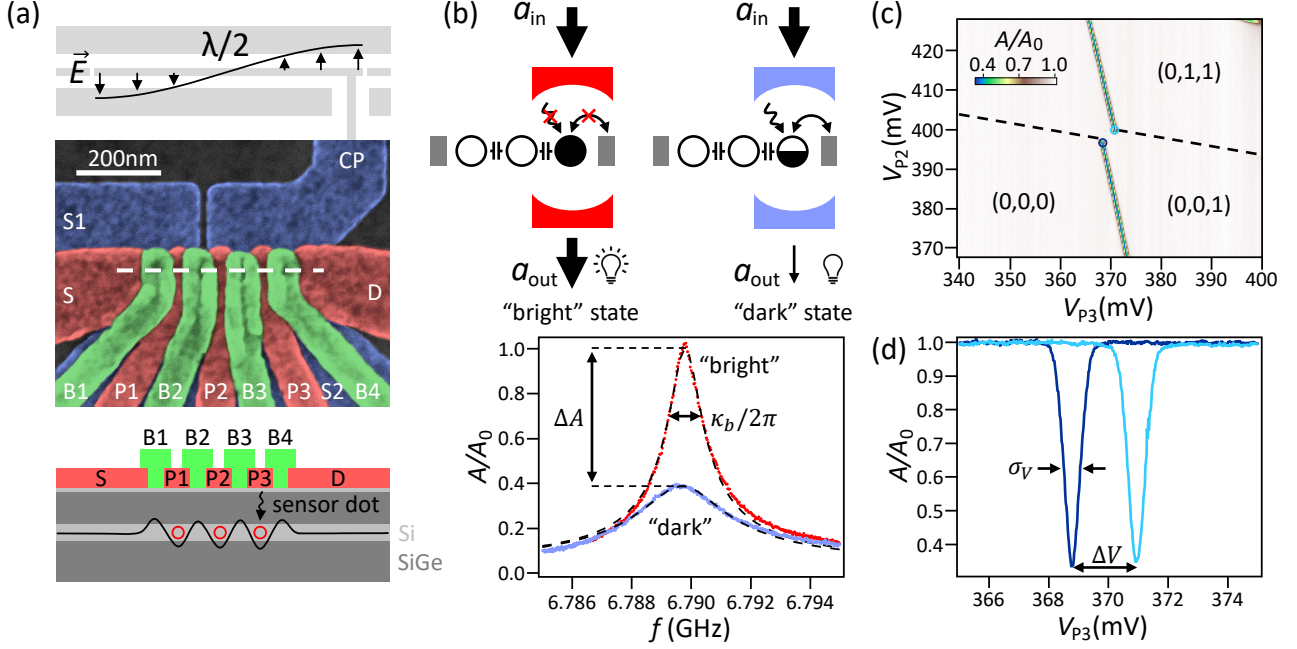 (a)
λ/2
E⃗
200nm
CP
S1
S
D
B1 P1 B2 P2 B3 P3 S2 B4
B1 B2 B3 B4
S P1 P2 P3 D
sensor dot
Si
SiGe
(b)
a_in a_in
a_out a_out
“bright” state “dark” state
1.0
0.8
0.6
0.4
0.2
0.0
A/A₀
“bright”
ΔA
κ_b/2π
“dark”
6.786 6.788 6.790 6.792 6.794
f (GHz)
(c)
420
410
400
390
380
370
V_P2(mV)
A/A₀
0.4 0.7 1.0
(0,1,1)
(0,0,0)
(0,0,1)
340 350 360 370 380 390 400
V_P3(mV)
(d)
1.0
0.9
0.8
0.7
0.6
0.5
0.4
A/A₀
σ_V
ΔV
366 368 370 372 374
V_P3(mV)